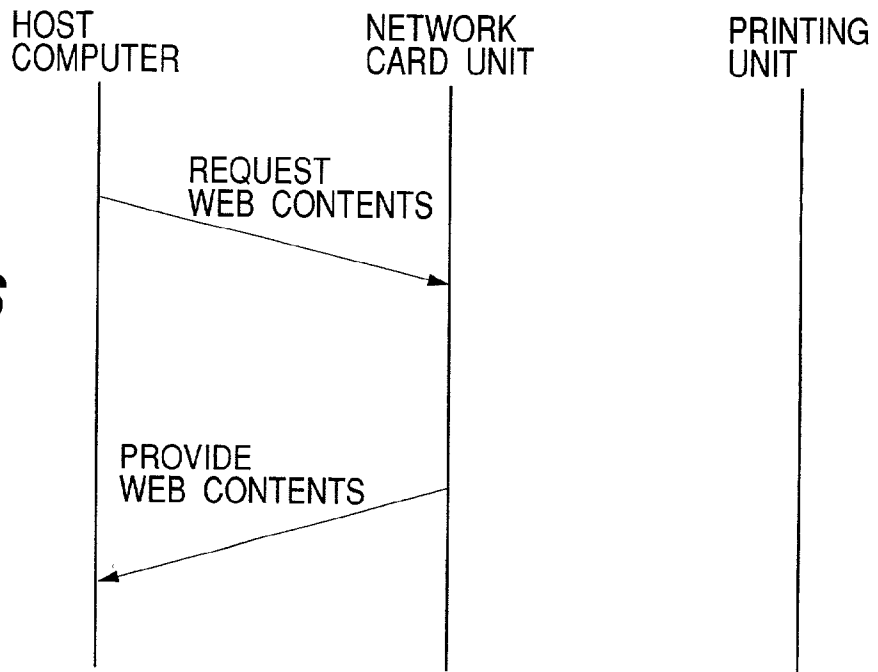 HOST
COMPUTER
NETWORK
CARD UNIT
PRINTING
UNIT
REQUEST
WEB CONTENTS
PROVIDE
WEB CONTENTS